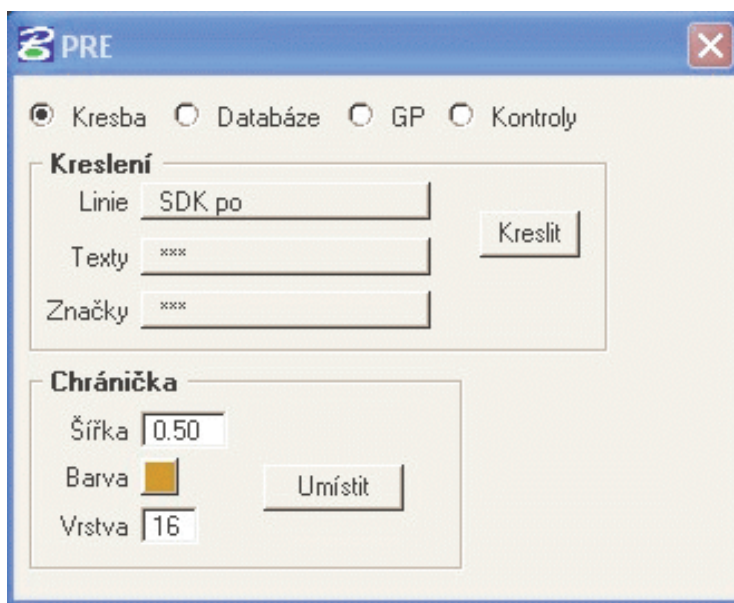 PRE
Kresba Databáze GP Kontroly
Kreslení
Linie SDK po
Kreslit
Texty ***
Značky ***
Chránička
Šířka 0.50
Barva
Umístit
Vrstva 16